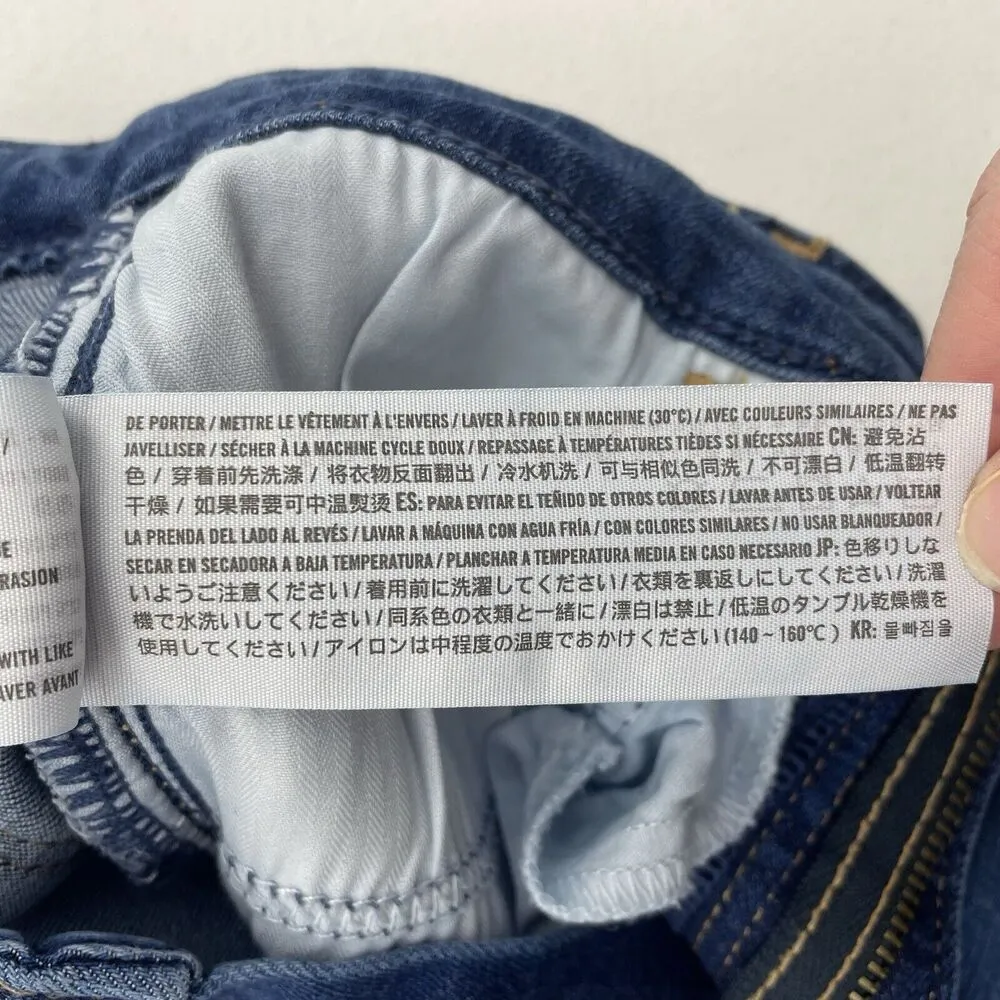 /
E
RASION
WITH LIKE
AVER AVANT
DE PORTER / METTRE LE VÊTEMENT À L'ENVERS / LAVER À FROID EN MACHINE (30°C) / AVEC COULEURS SIMILAIRES / NE PAS
JAVELLISER / SÉCHER À LA MACHINE CYCLE DOUX / REPASSAGE À TEMPÉRATURES TIÈDES SI NÉCESSAIRE CN: 避免沾
色 / 穿着前先洗涤 / 将衣物反面翻出 / 冷水机洗 / 可与相似色同洗 / 不可漂白 / 低温翻转
干燥 / 如果需要可中温熨烫 ES: PARA EVITAR EL TEÑIDO DE OTROS COLORES / LAVAR ANTES DE USAR / VOLTEAR
LA PRENDA DEL LADO AL REVÉS / LAVAR A MÁQUINA CON AGUA FRÍA / CON COLORES SIMILARES / NO USAR BLANQUEADOR /
SECAR EN SECADORA A BAJA TEMPERATURA / PLANCHAR A TEMPERATURA MEDIA EN CASO NECESARIO JP: 色移りしな
いようご注意ください / 着用前に洗濯してください / 衣類を裏返しにしてください / 洗濯
機で水洗いしてください / 同系色の衣類と一緒に / 漂白は禁止 / 低温のタンブル乾燥機を
使用してください / アイロンは中程度の温度でおかけください (140 ~ 160℃ ) KR: 물빠짐을